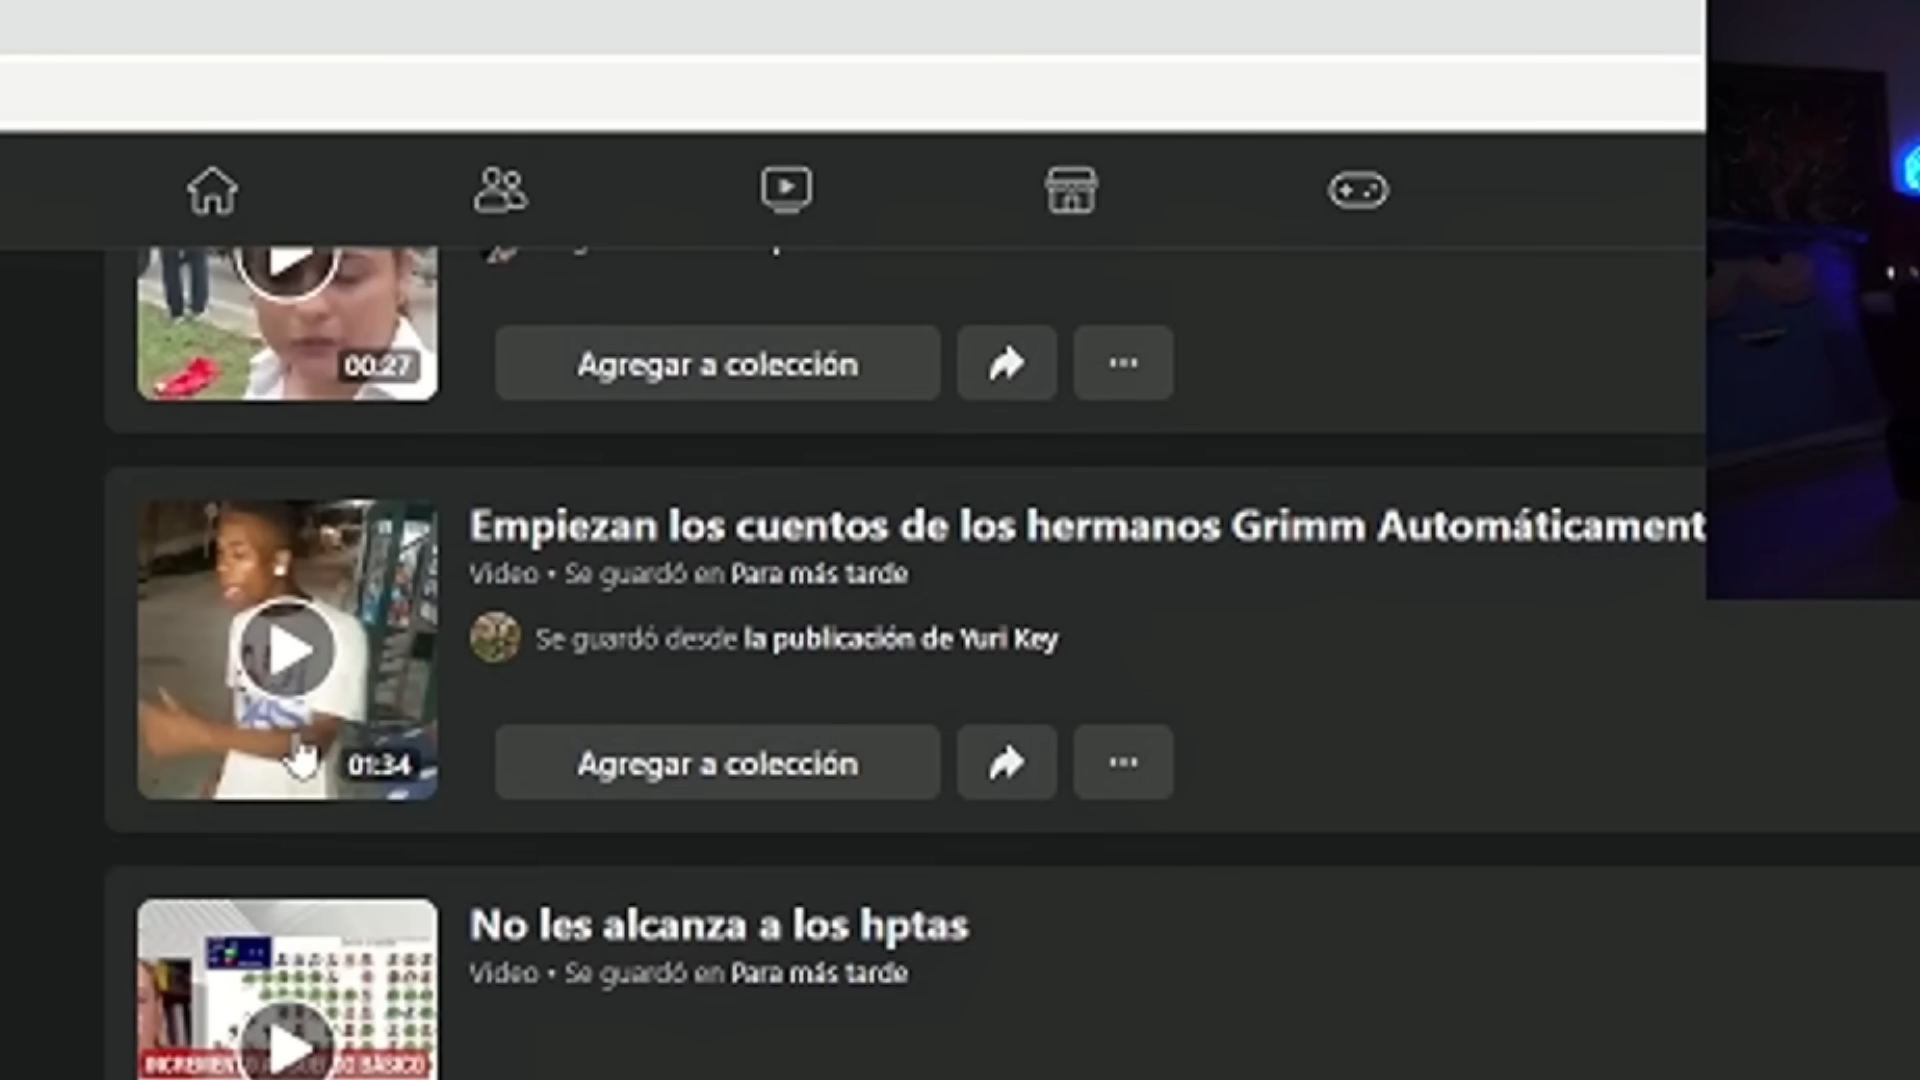 00:27
Agregar a colección
Empiezan los cuentos de los hermanos Grimm Automáticament
Video • Se guardó en Para más tarde
Se guardó desde la publicación de Yuri Key
01:34
Agregar a colección
No les alcanza a los hptas
Video • Se guardó en Para más tarde
BÁSICO